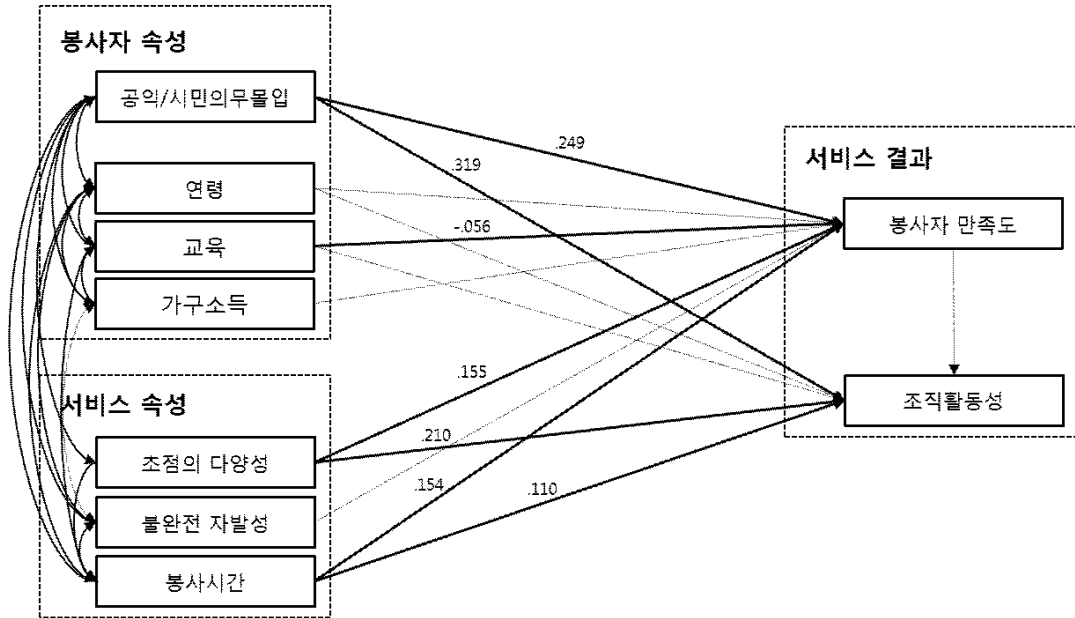 봉사자 속성
공익/시민의무몰입
.249
.319
서비스 결과
연령
봉사자 만족도
교육
-.056
가구소득
.155
조직활동성
서비스 속성
.210
초점의 다양성
.154
.110
불완전 자발성
봉사시간